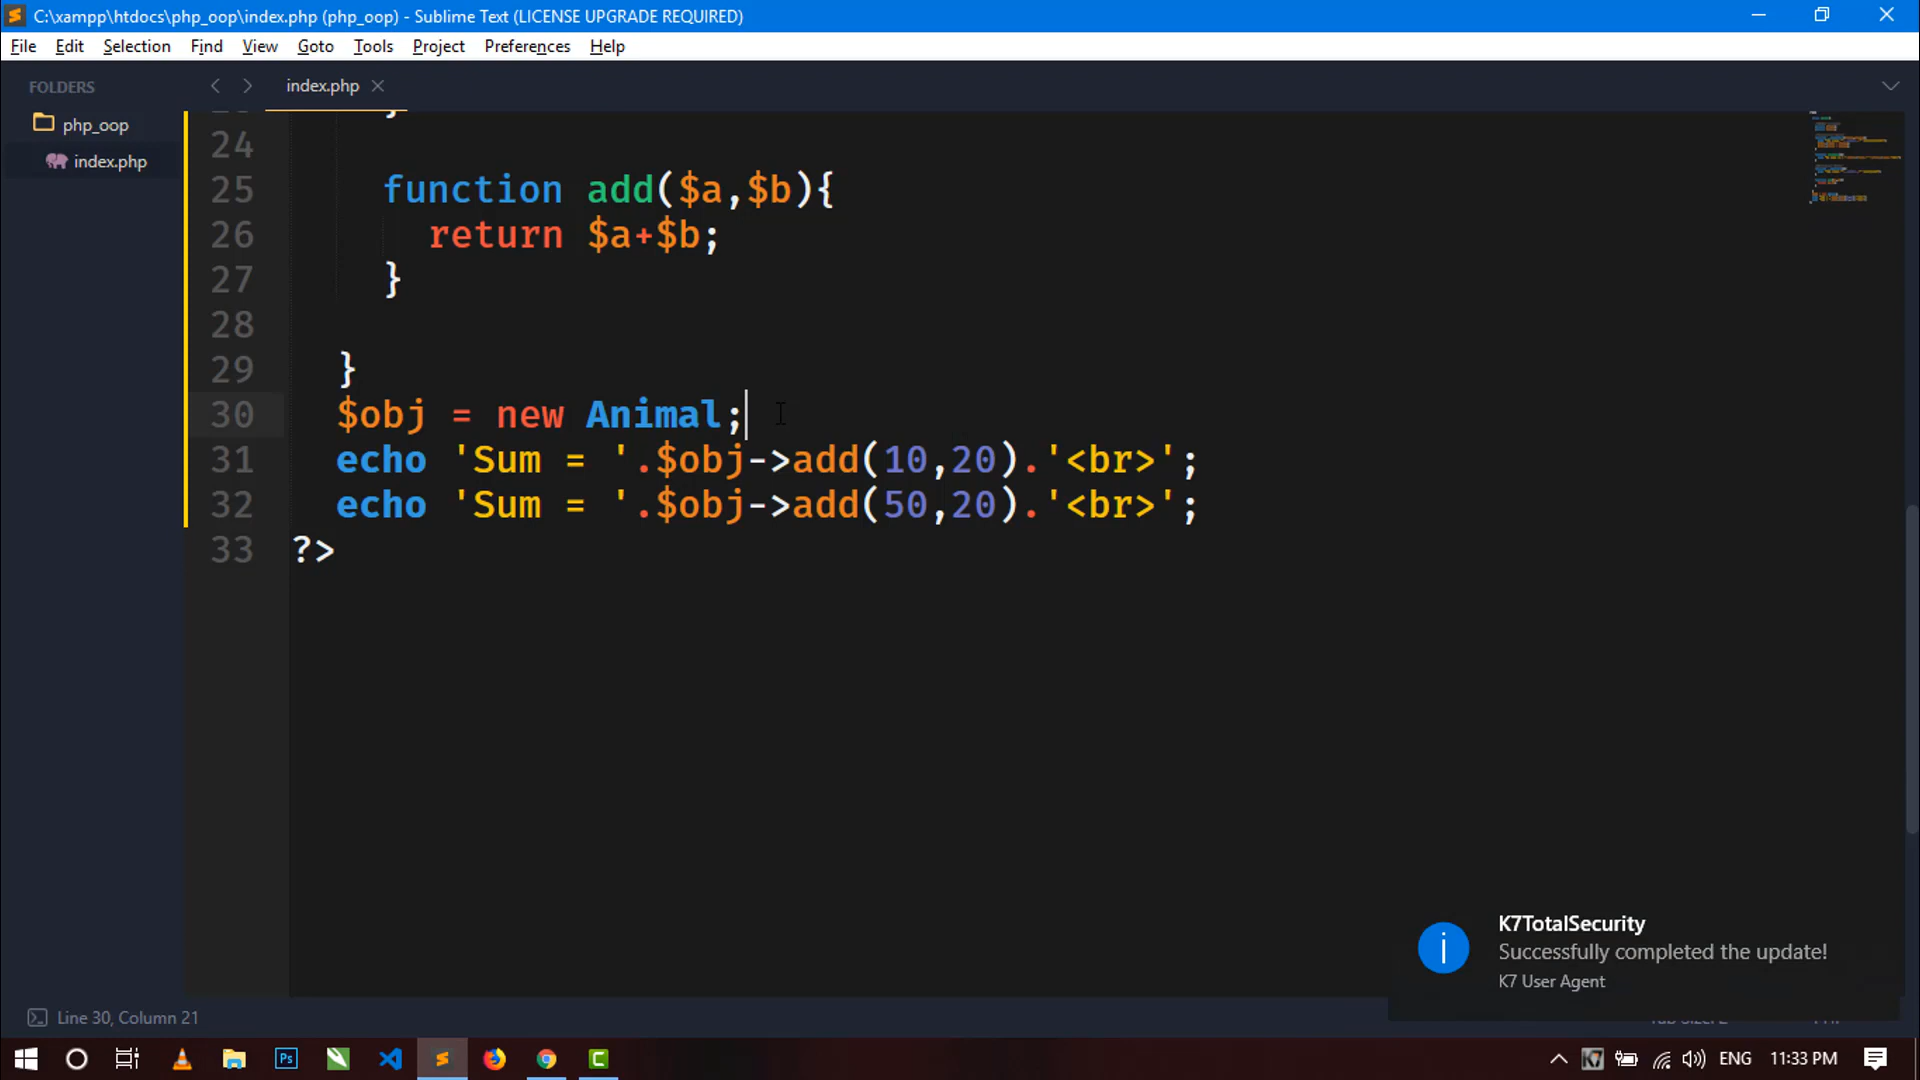 C:\xampp\htdocs\php_oop\index.php (php_oop) - Sublime Text (LICENSE UPGRADE REQUIRED)
File Edit Selection Find View Goto Tools Project Preferences Help
FOLDERS
index.php
php_oop
index.php
24
25 function add($a,$b){
26 return $a+$b;
27 }
28
29 }
30 $obj = new Animal;
31 echo 'Sum = '.$obj->add(10,20).'<br>';
32 echo 'Sum = '.$obj->add(50,20).'<br>';
33 ?>
K7TotalSecurity
Successfully completed the update!
K7 User Agent
Line 30, Column 21
Ps
K7
ENG
11:33 PM